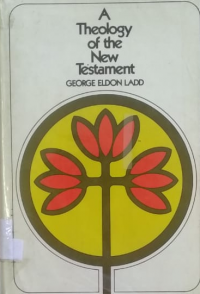 A
Theology
of the
New
Testament
GEORGE ELDON LADD